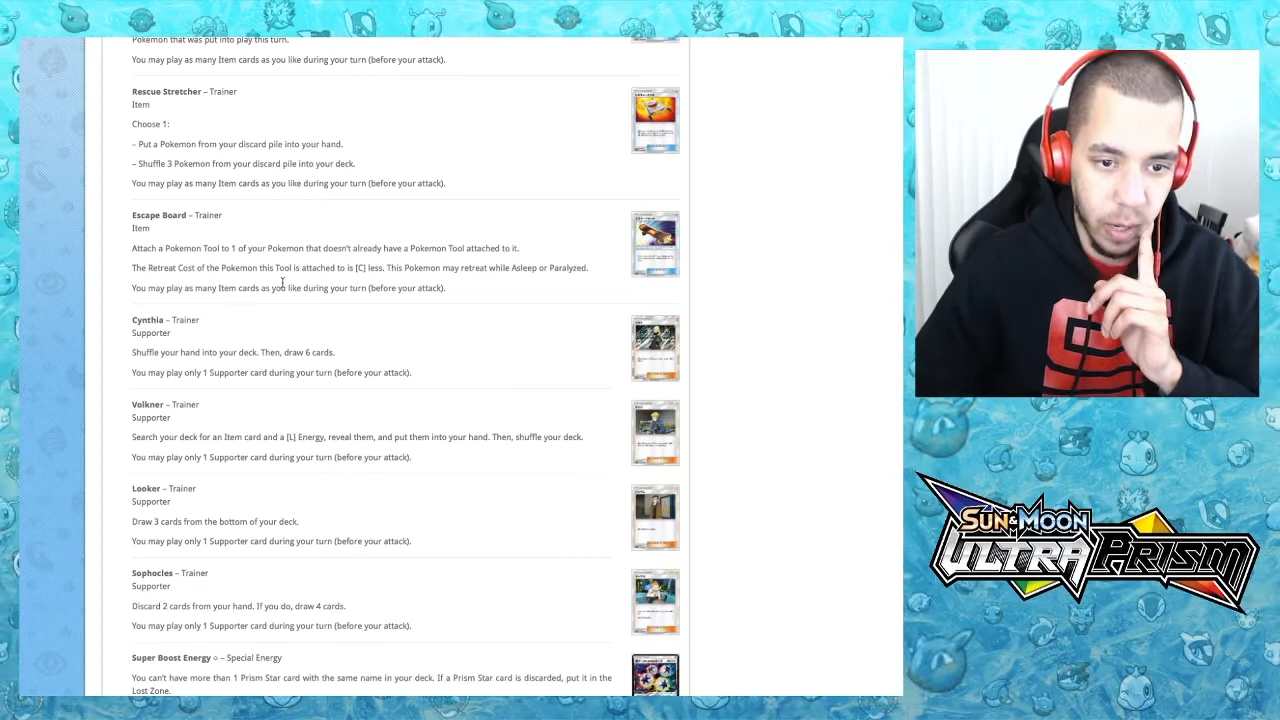 Pokemon that was put into play this turn.
You may play as many Item cards as you like during your turn (before your attack).
Rescue Stretcher – Trainer
Item
Choose 1:
Put a Pokemon from your discard pile into your hand.
– Shuffle 3 Pokemon from your discard pile into your deck.
You may play as many Item cards as you like during your turn (before your attack).
Escape Board – Trainer
Item
Attach a Pokemon Tool to 1 of your Pokemon that doesn't already have a Pokemon Tool attached to it.
The Retreat Cost of the Pokemon this Tool is attached to is [C] less. This Pokemon may retreat while Asleep or Paralyzed.
You may play as many Item cards as you like during your turn (before your attack).
Cynthia – Trainer
Supporter
Shuffle your hand into your deck. Then, draw 6 cards.
You may play only 1 Supporter card during your turn (before your attack).
Volkner – Trainer
Supporter
Search your deck for an Item card and a [L] Energy, reveal them, and put them into your hand. Then, shuffle your deck.
You may play only 1 Supporter card during your turn (before your attack).
Looker – Trainer
Supporter
Draw 3 cards from the bottom of your deck.
You may play only 1 Supporter card during your turn (before your attack).
Sophocles – Trainer
Supporter
Discard 2 cards from your hand. If you do, draw 4 cards.
You may play only 1 Supporter card during your turn (before your attack).
Super Boost Energy ◇ – Special Energy
You can't have more than 1 Prism Star card with the same name in your deck. If a Prism Star card is discarded, put it in the
Lost Zone.
SUN & MOON
ULTRA PRISM